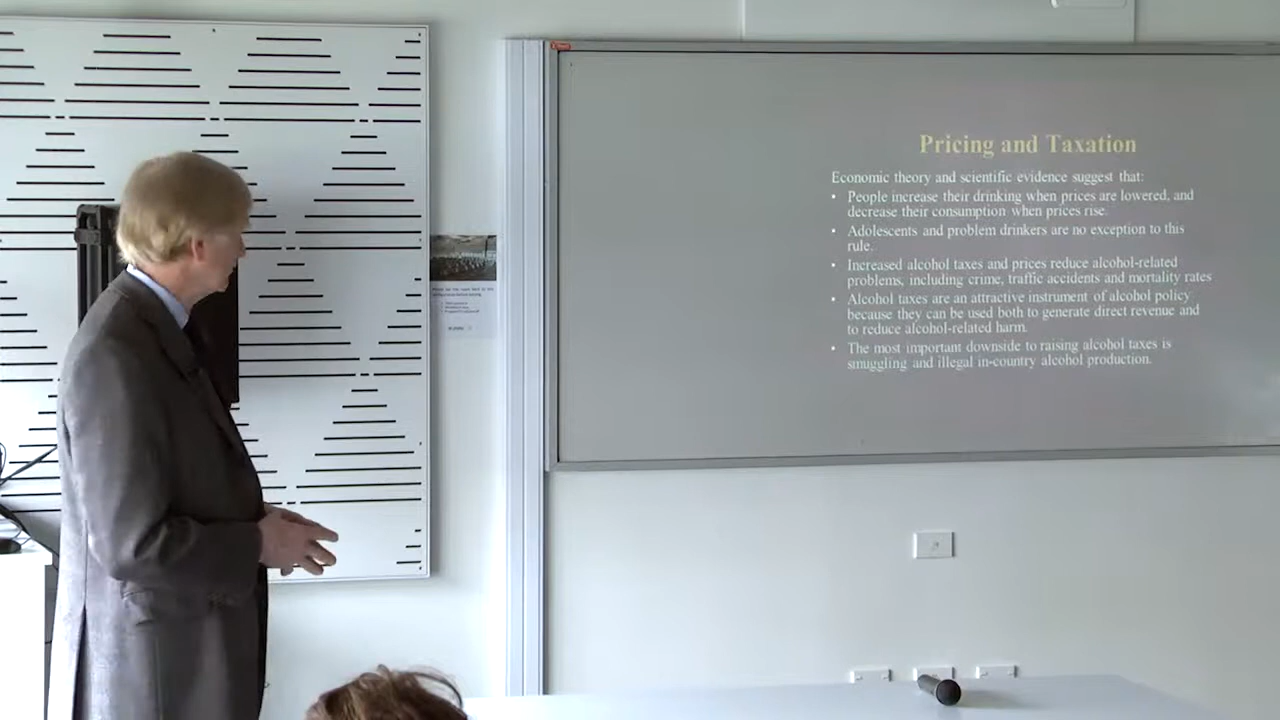 Pricing and Taxation
Economic theory and scientific evidence suggest that:
• People increase their drinking when prices are lowered, and
decrease their consumption when prices rise.
• Adolescents and problem drinkers are no exception to this
rule.
• Increased alcohol taxes and prices reduce alcohol-related
problems, including crime, traffic accidents and mortality rates
• Alcohol taxes are an attractive instrument of alcohol policy
because they can be used both to generate direct revenue and
to reduce alcohol-related harm.
• The most important downside to raising alcohol taxes is
smuggling and illegal in-country alcohol production.